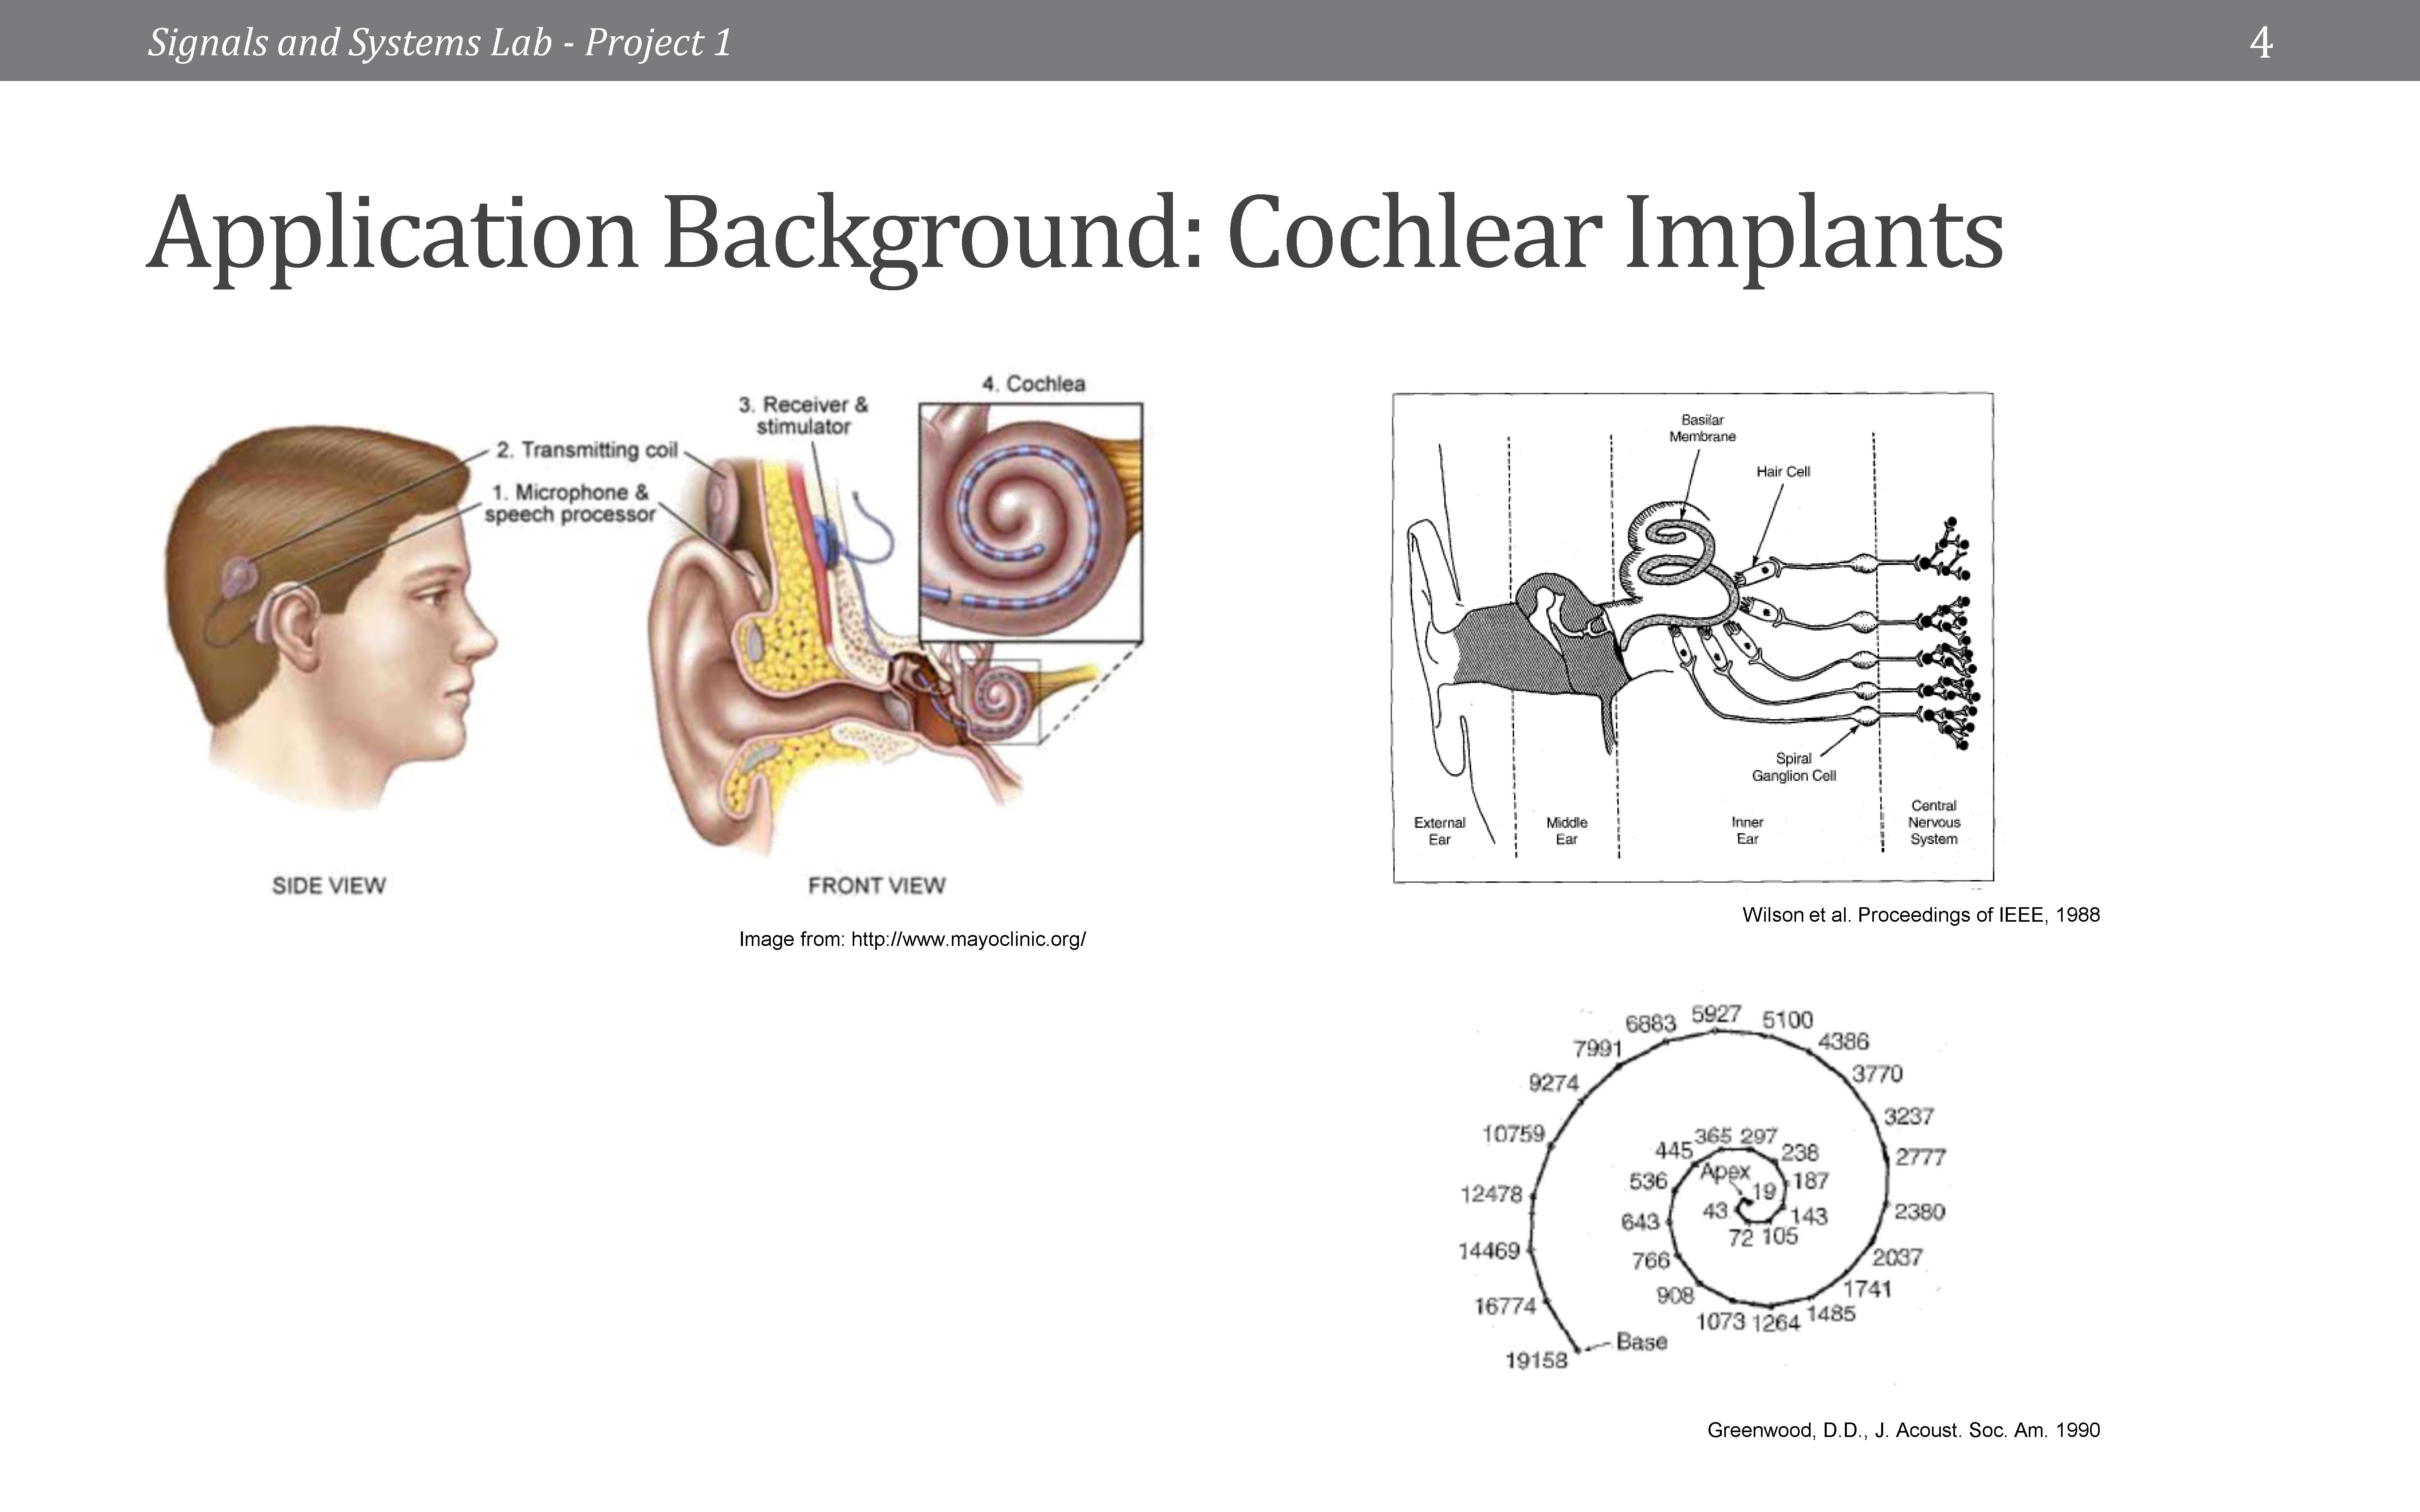 Signals and Systems Lab - Project 1
4
Application Background: Cochlear Implants
4. Cochlea
3. Receiver &
stimulator
2. Transmitting coil
1. Microphone &
speech processor
SIDE VIEW
FRONT VIEW
Image from: http://www.mayoclinic.org/
Basilar
Membrane
Hair Cell
Spiral
Ganglion Cell
External
Ear
Middle
Ear
Inner
Ear
Central
Nervous
System
Wilson et al. Proceedings of IEEE, 1988
5927
6883
5100
4386
7991
3770
9274
3237
10759
365 297
445
238
2777
Apex
536
187
19
12478
43
143
2380
643
72 105
14469
766
2037
908
1741
16774
1073 1264 1485
Base
19158
Greenwood, D.D., J. Acoust. Soc. Am. 1990